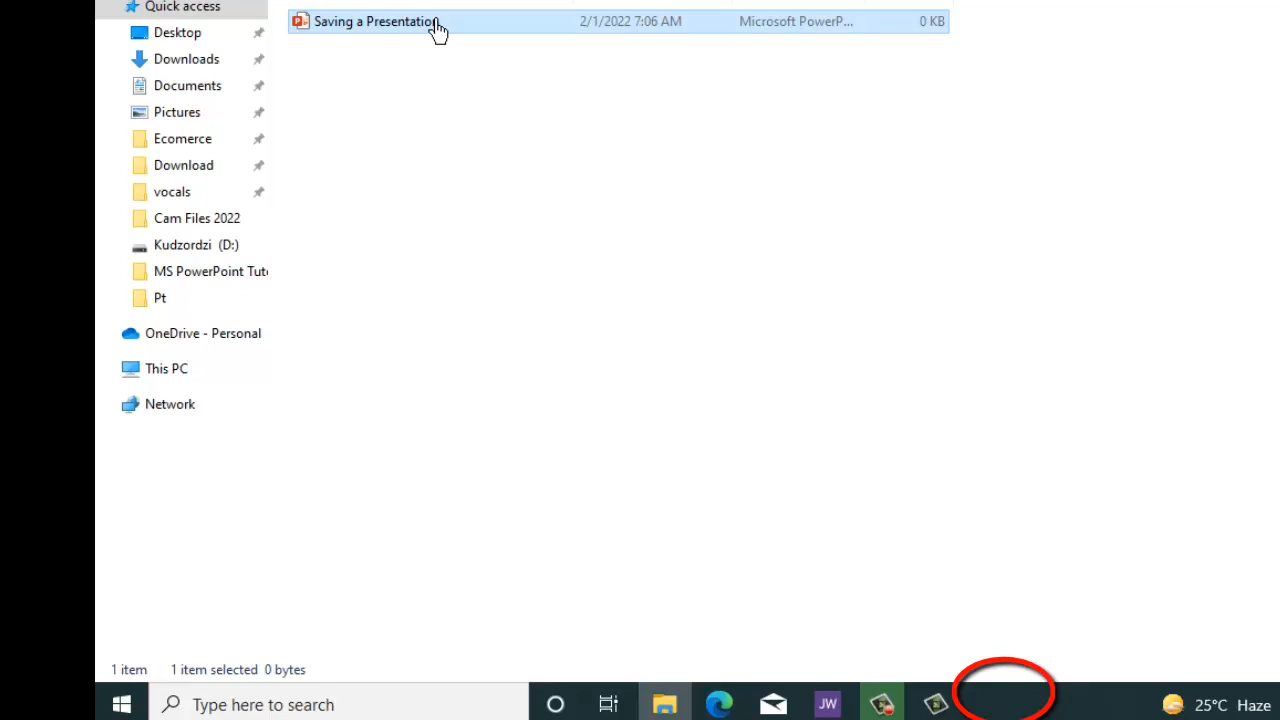 Quick access
Saving a Presentation 2/1/2022 7:06 AM Microsoft PowerP... 0 KB
Desktop
Downloads
Documents
Pictures
Ecomerce
Download
vocals
Cam Files 2022
Kudzordzi (D:)
MS PowerPoint Tuto
Pt
OneDrive - Personal
This PC
Network
1 item 1 item selected 0 bytes
Type here to search JW 25°C Haze